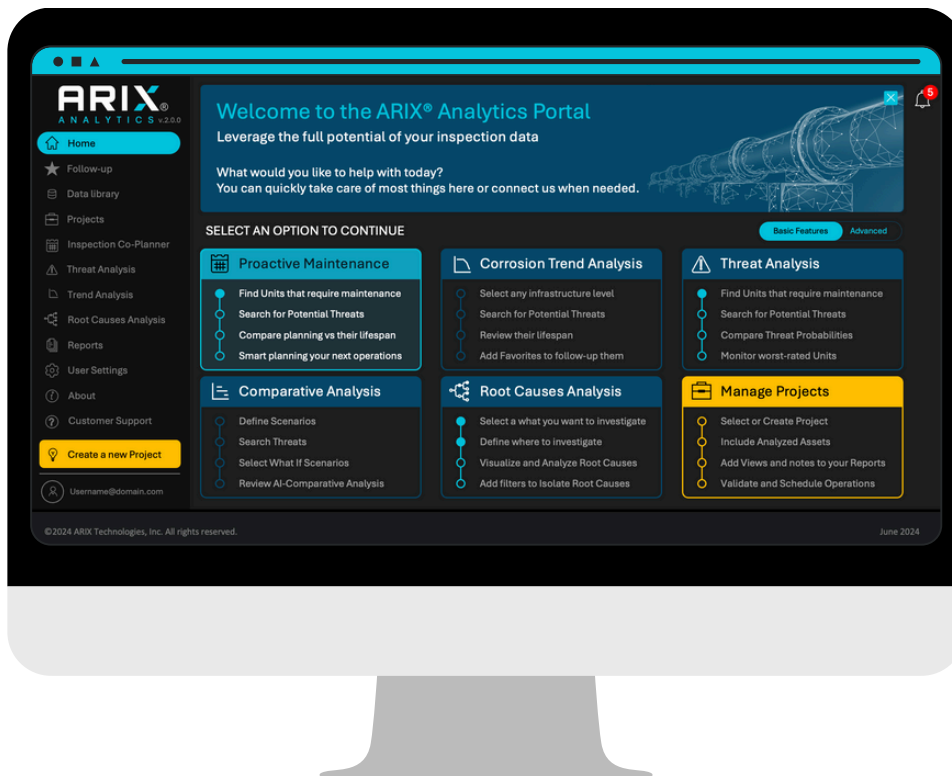 ARIX®
ANALYTICS v.2.0.0
Home
Follow-up
Data library
Projects
Inspection Co-Planner
Threat Analysis
Trend Analysis
Root Causes Analysis
Reports
User Settings
About
Customer Support
Create a new Project
Username@domain.com
Welcome to the ARIX® Analytics Portal
Leverage the full potential of your inspection data
What would you like to help with today?
You can quickly take care of most things here or connect us when needed.
5
SELECT AN OPTION TO CONTINUE
Basic Features
Advanced
Proactive Maintenance
Find Units that require maintenance
Search for Potential Threats
Compare planning vs their lifespan
Smart planning your next operations
Corrosion Trend Analysis
Select any infrastructure level
Search for Potential Threats
Review their lifespan
Add Favorites to follow-up them
Threat Analysis
Find Units that require maintenance
Search for Potential Threats
Compare Threat Probabilities
Monitor worst-rated Units
Comparative Analysis
Define Scenarios
Search Threats
Select What If Scenarios
Review AI-Comparative Analysis
Root Causes Analysis
Select a what you want to investigate
Define where to investigate
Visualize and Analyze Root Causes
Add filters to Isolate Root Causes
Manage Projects
Select or Create Project
Include Analyzed Assets
Add Views and notes to your Reports
Validate and Schedule Operations
©2024 ARIX Technologies, Inc. All rights reserved.
June 2024